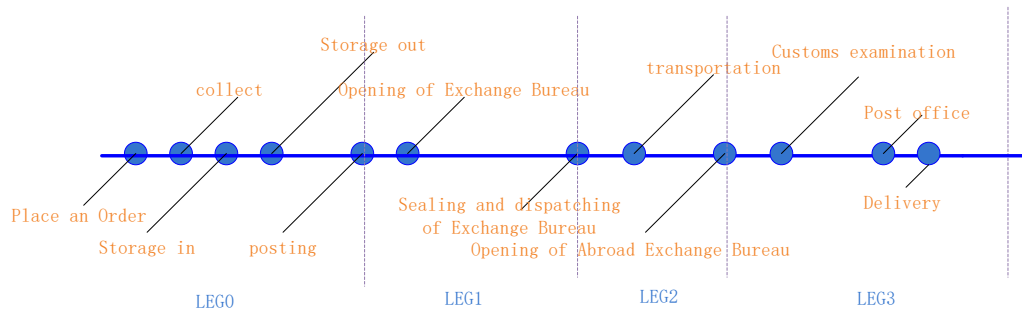 Storage out
Customs examination
transportation
collect
Opening of Exchange Bureau
Post office
Place an Order
Storage in
posting
Sealing and dispatching
of Exchange Bureau
Opening of Abroad Exchange Bureau
Delivery
LEG0
LEG1
LEG2
LEG3